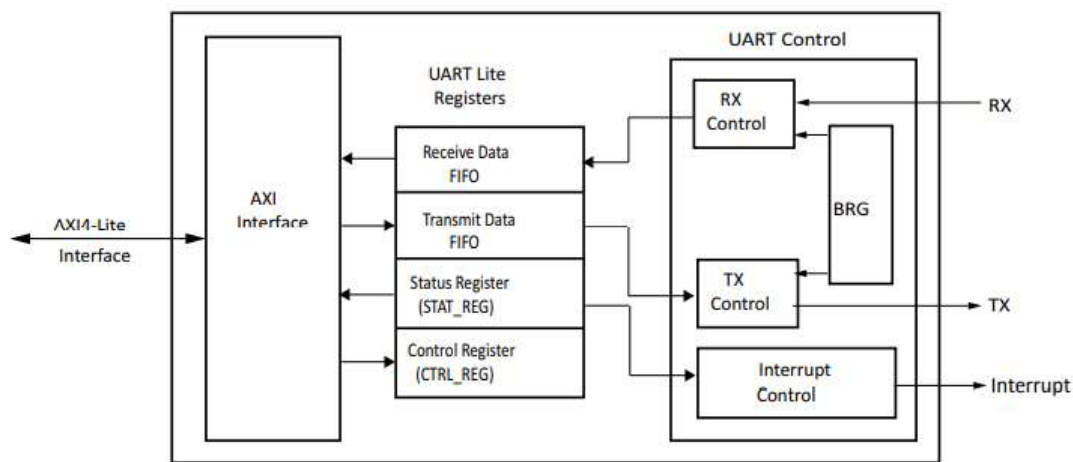 UART Control
UART Lite
Registers
RX
Control
RX
Receive Data
FIFO
AXI
Interface
BRG
Transmit Data
FIFO
AXI4-Lite
Interface
Status Register
(STAT_REG)
TX
Control
TX
Control Register
(CTRL_REG)
Interrupt
Control
Interrupt